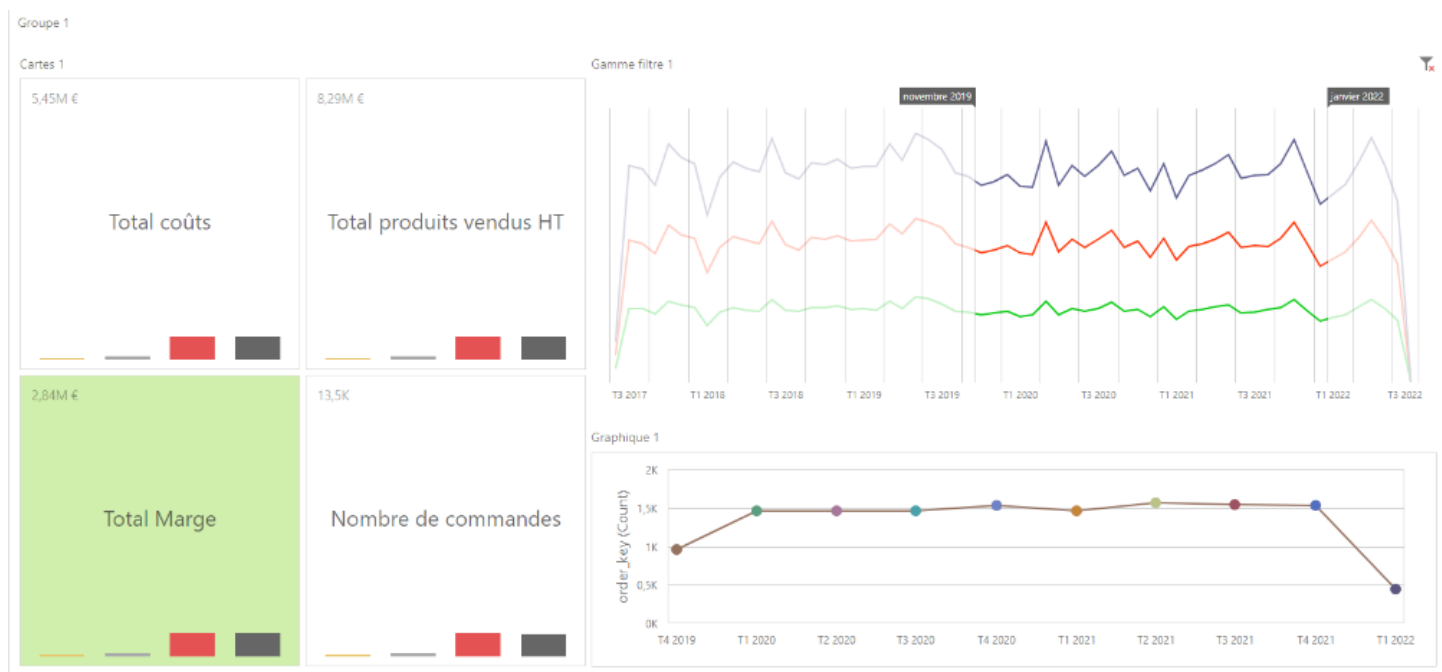 Groupe 1
Cartes 1
5,45M €
Total coûts
8,29M €
Total produits vendus HT
2,84M €
Total Marge
13,5K
Nombre de commandes
Gamme filtre 1
novembre 2019
janvier 2022
T3 2017 T1 2018 T3 2018 T1 2019 T3 2019 T1 2020 T3 2020 T1 2021 T3 2021 T1 2022 T3 2022
Graphique 1
order_key (Count)
2K
1,5K
1K
0,5K
0K
T4 2019 T1 2020 T2 2020 T3 2020 T4 2020 T1 2021 T2 2021 T3 2021 T4 2021 T1 2022